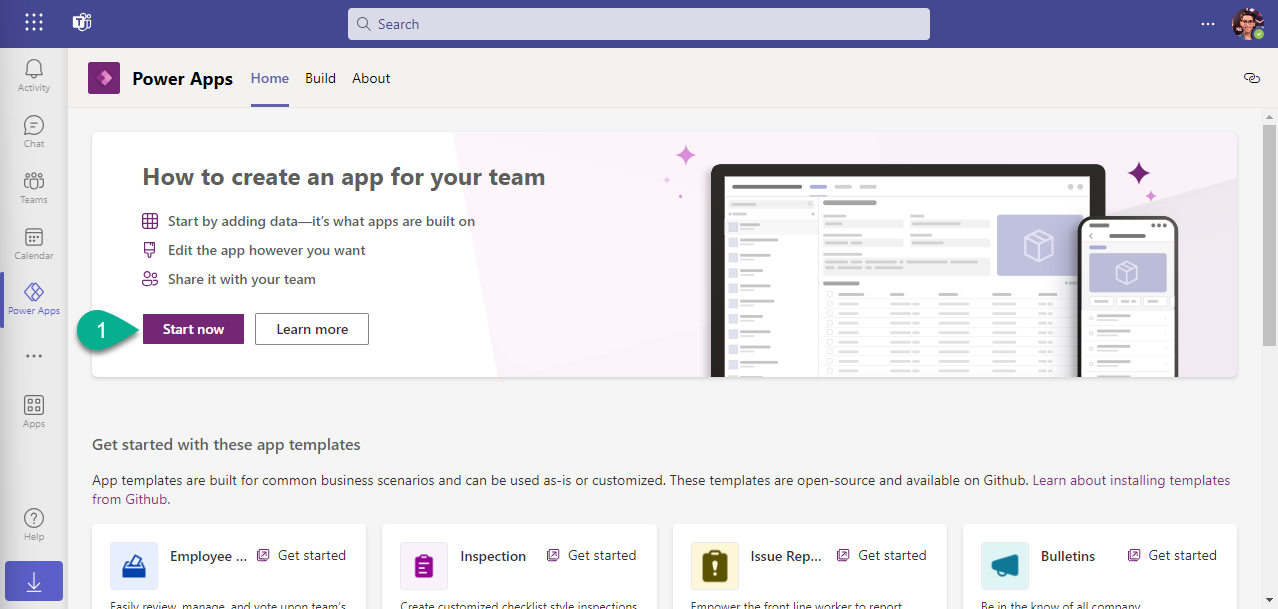 Search
Activity
Chat
Teams
Calendar
Power Apps
Apps
Help
Power Apps Home Build About
How to create an app for your team
Start by adding data—it's what apps are built on
Edit the app however you want
Share it with your team
1 Start now Learn more
Get started with these app templates
App templates are built for common business scenarios and can be used as-is or customized. These templates are open-source and available on Github. Learn about installing templates
from Github.
Employee ... Get started
Easily review, manage, and vote upon team's
Inspection Get started
Create customized checklist style inspections
Issue Rep... Get started
Empower the front line worker to report
Bulletins Get started
Be in the know of all company